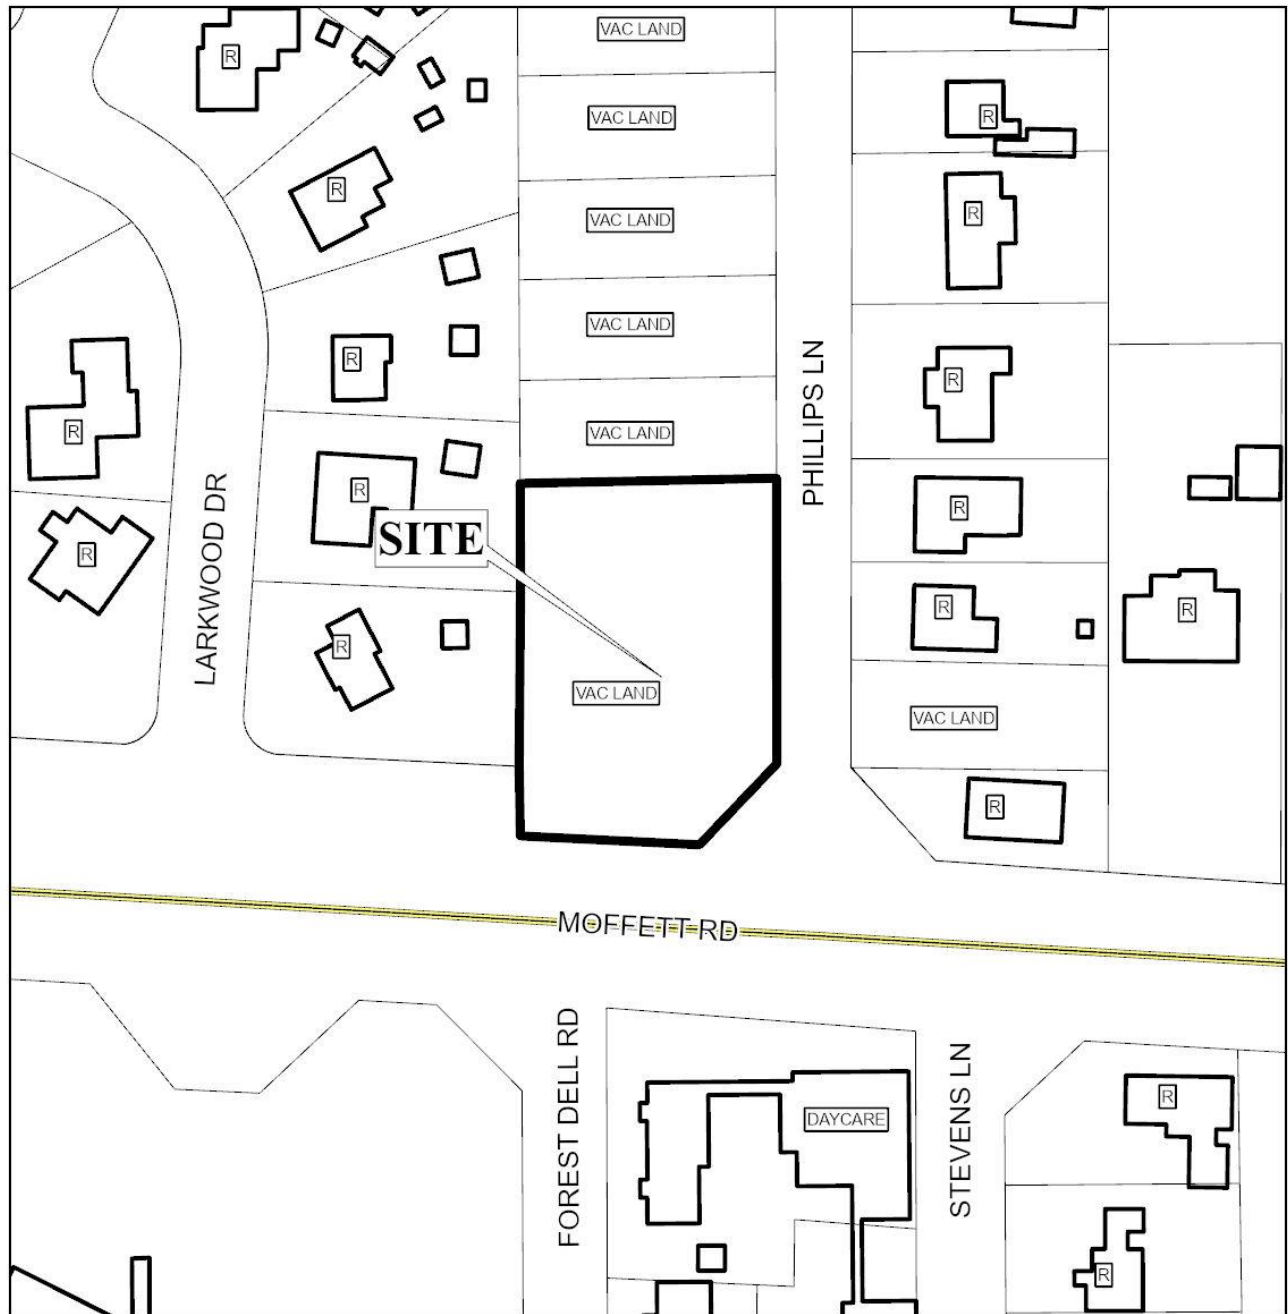 VAC LAND
R
VAC LAND
R
R
VAC LAND
R
VAC LAND
R
R
PHILLIPS LN
R
VAC LAND
R
LARKWOOD DR
R
R
SITE
R
R
R
R
VAC LAND
VAC LAND
R
MOFFETT RD
FOREST DELL RD
STEVENS LN
R
DAYCARE
R